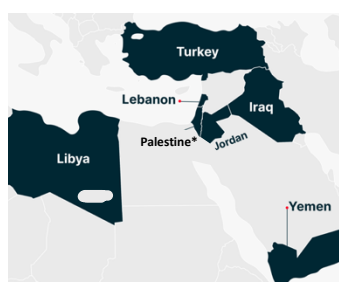 Turkey
Lebanon
Iraq
Palestine*
Jordan
Libya
Yemen